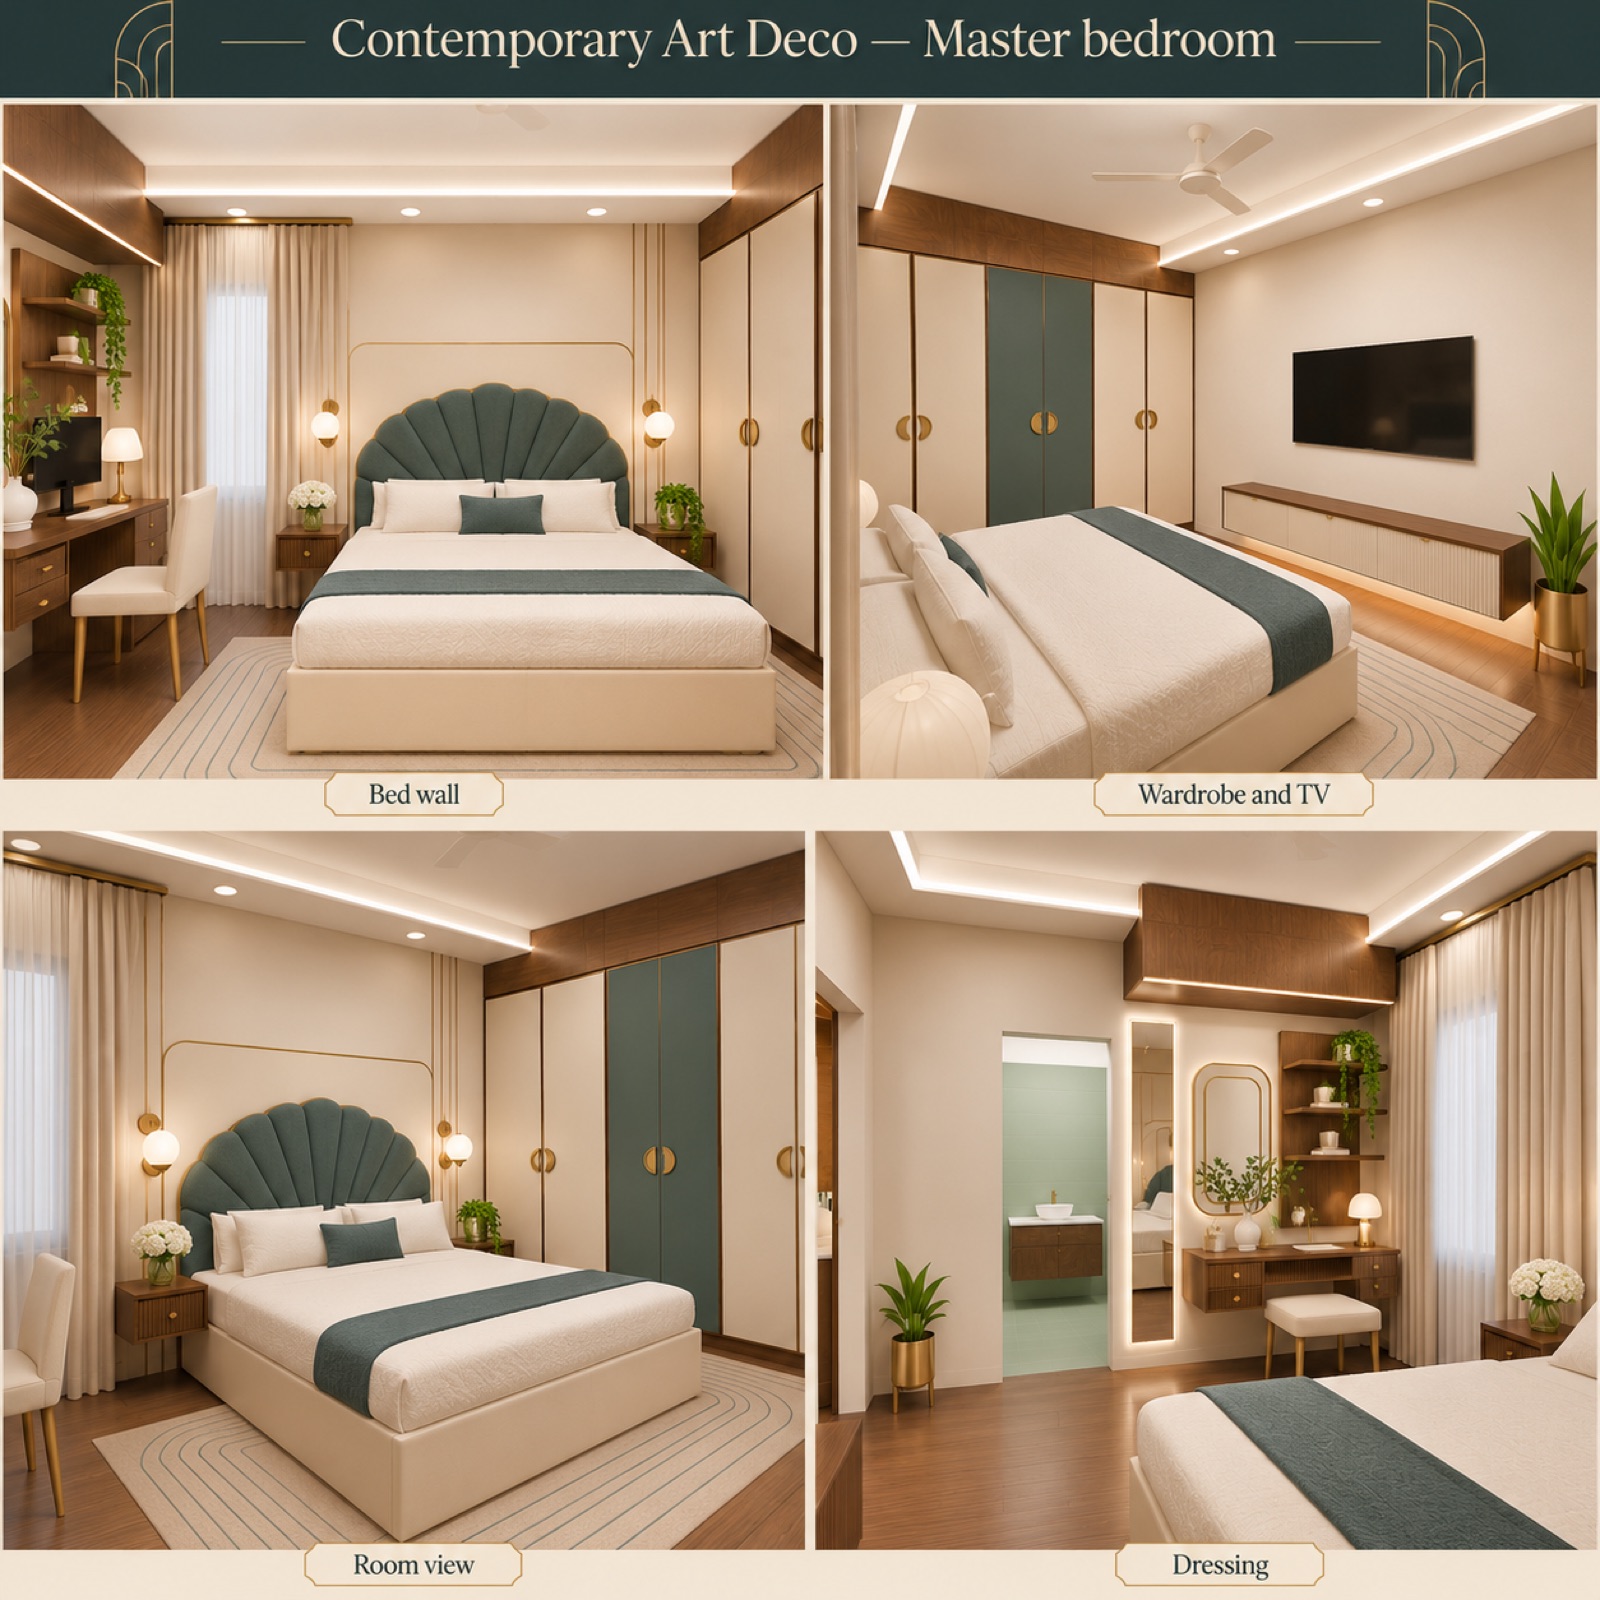 Contemporary Art Deco — Master bedroom
Bed wall
Wardrobe and TV
Room view
Dressing